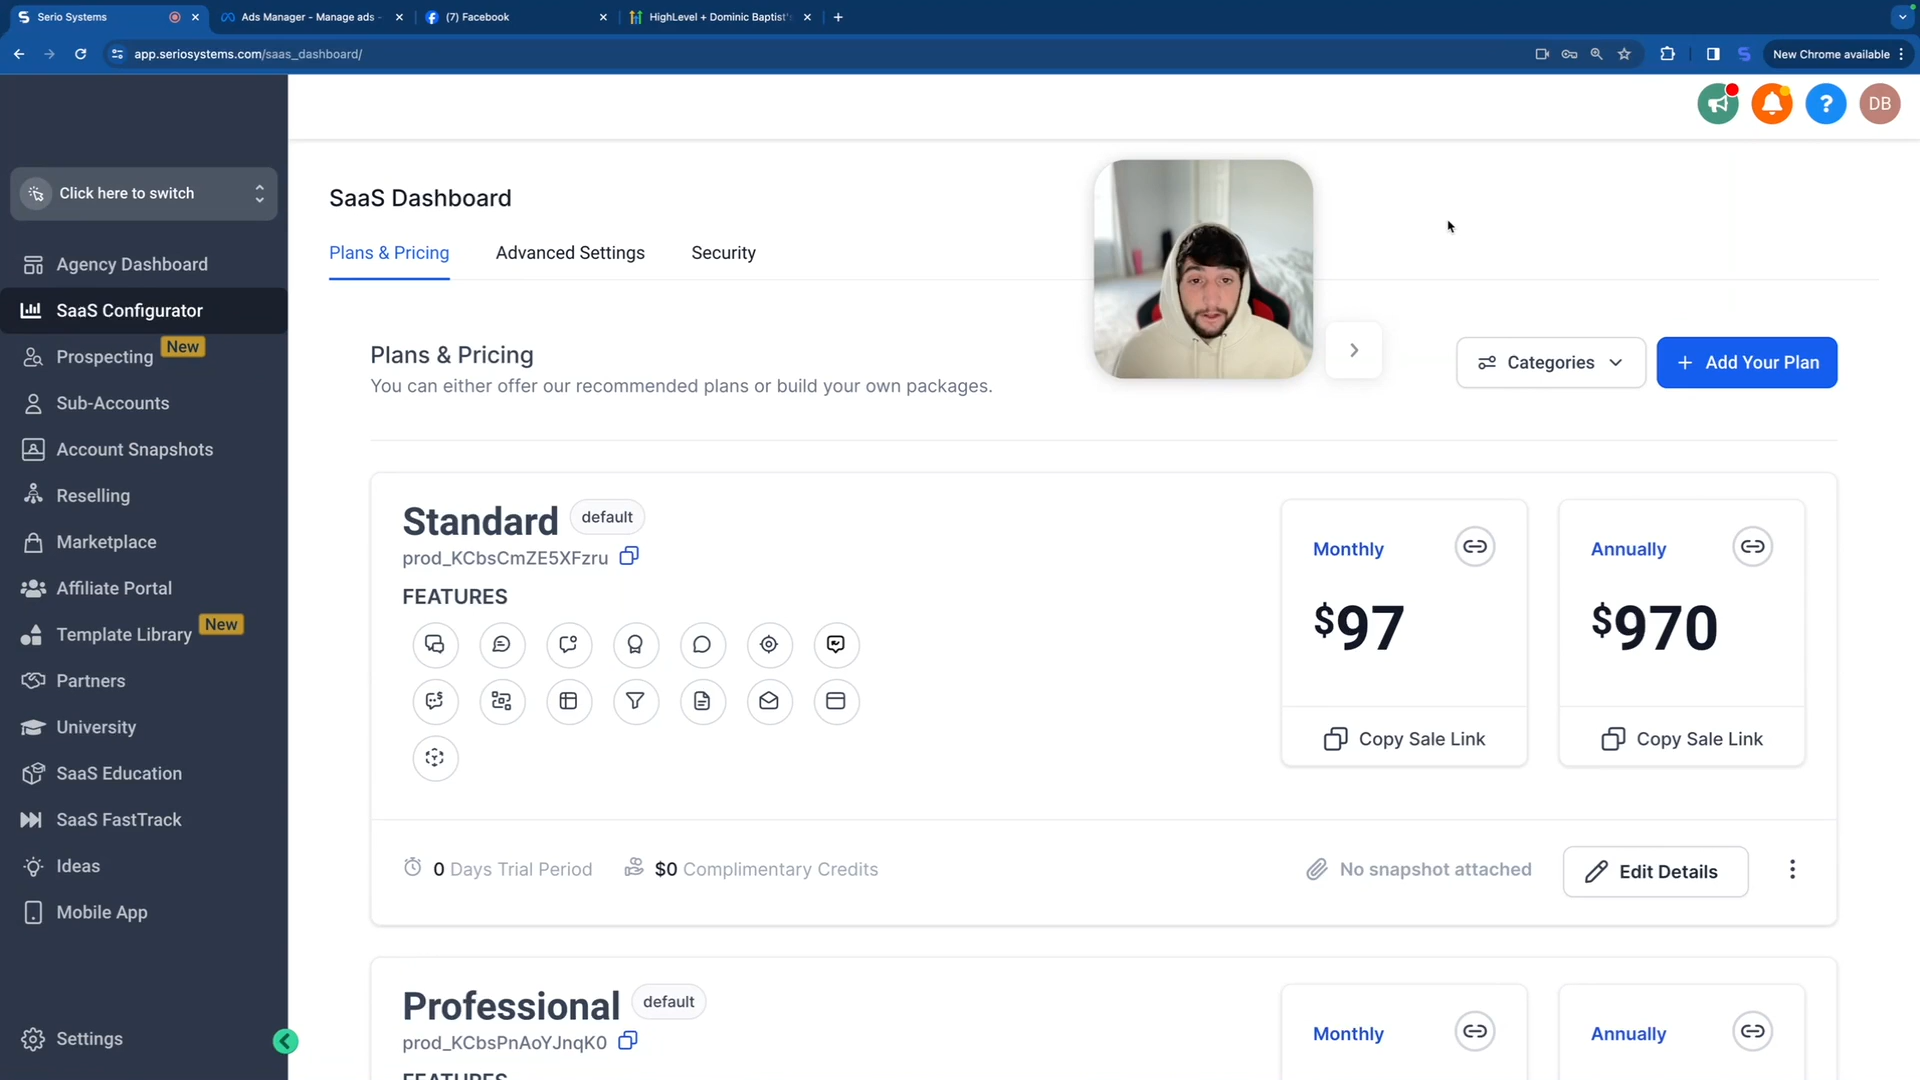 Serio Systems
Ads Manager - Manage ads -
(7) Facebook
HighLevel + Dominic Baptist's
app.seriosystems.com/saas_dashboard/
New Chrome available
DB
Click here to switch
Agency Dashboard
SaaS Configurator
Prospecting New
Sub-Accounts
Account Snapshots
Reselling
Marketplace
Affiliate Portal
Template Library New
Partners
University
SaaS Education
SaaS FastTrack
Ideas
Mobile App
Settings
SaaS Dashboard
Plans & Pricing Advanced Settings Security
Plans & Pricing
You can either offer our recommended plans or build your own packages.
Categories
+ Add Your Plan
Standard default
prod_KCbsCmZE5XFzru
FEATURES
Monthly
$97
Copy Sale Link
Annually
$970
Copy Sale Link
0 Days Trial Period
$0 Complimentary Credits
No snapshot attached
Edit Details
Professional default
prod_KCbsPnAoYJnqK0
FEATURES
Monthly
Annually